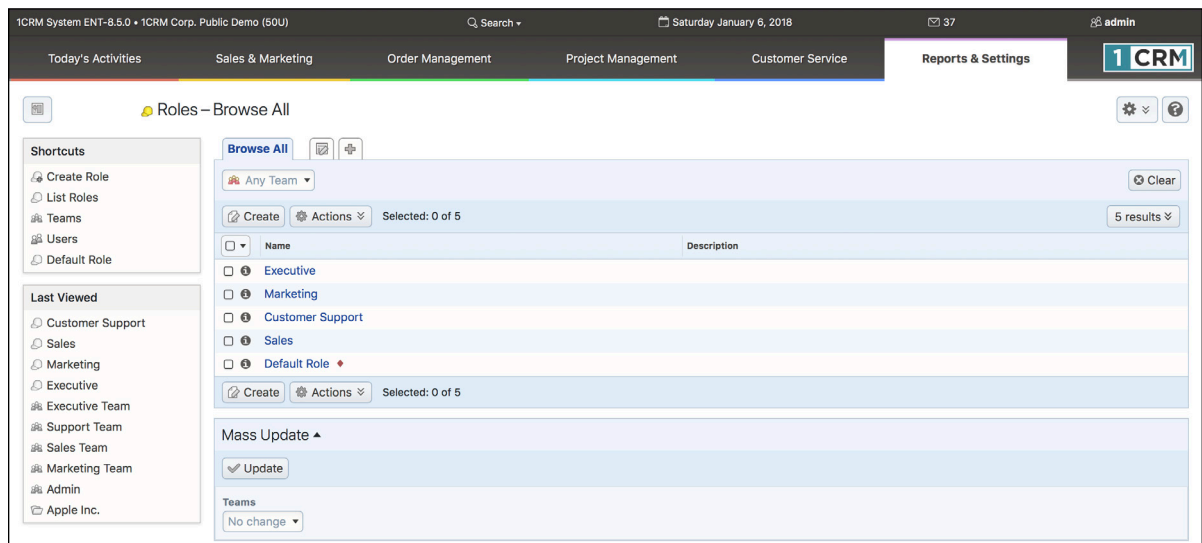 1CRM System ENT-8.5.0 • 1CRM Corp. Public Demo (50U)
Search
Saturday January 6, 2018
37
admin
Today's Activities
Sales & Marketing
Order Management
Project Management
Customer Service
Reports & Settings
1 CRM
Roles – Browse All
Shortcuts
Create Role
List Roles
Teams
Users
Default Role
Last Viewed
Customer Support
Sales
Marketing
Executive
Executive Team
Support Team
Sales Team
Marketing Team
Admin
Apple Inc.
Browse All
Any Team
Clear
Create
Actions
Selected: 0 of 5
5 results
Name
Description
Executive
Marketing
Customer Support
Sales
Default Role
Create
Actions
Selected: 0 of 5
Mass Update
Update
Teams
No change